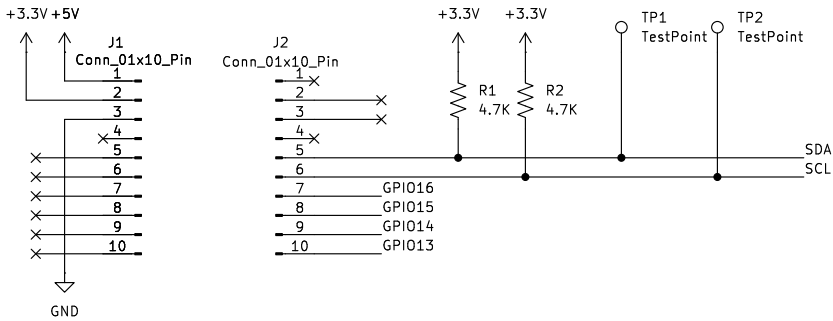 +3.3V +5V
+3.3V
+3.3V
TP1
TestPoint
TP2
TestPoint
J1
Conn_01x10_Pin
1
2
3
4
5
6
7
8
9
10
GND
J2
Conn_01x10_Pin
1
2
3
4
5
6
7
8
9
10
GPIO16
GPIO15
GPIO14
GPIO13
R1
4.7K
R2
4.7K
SDA
SCL